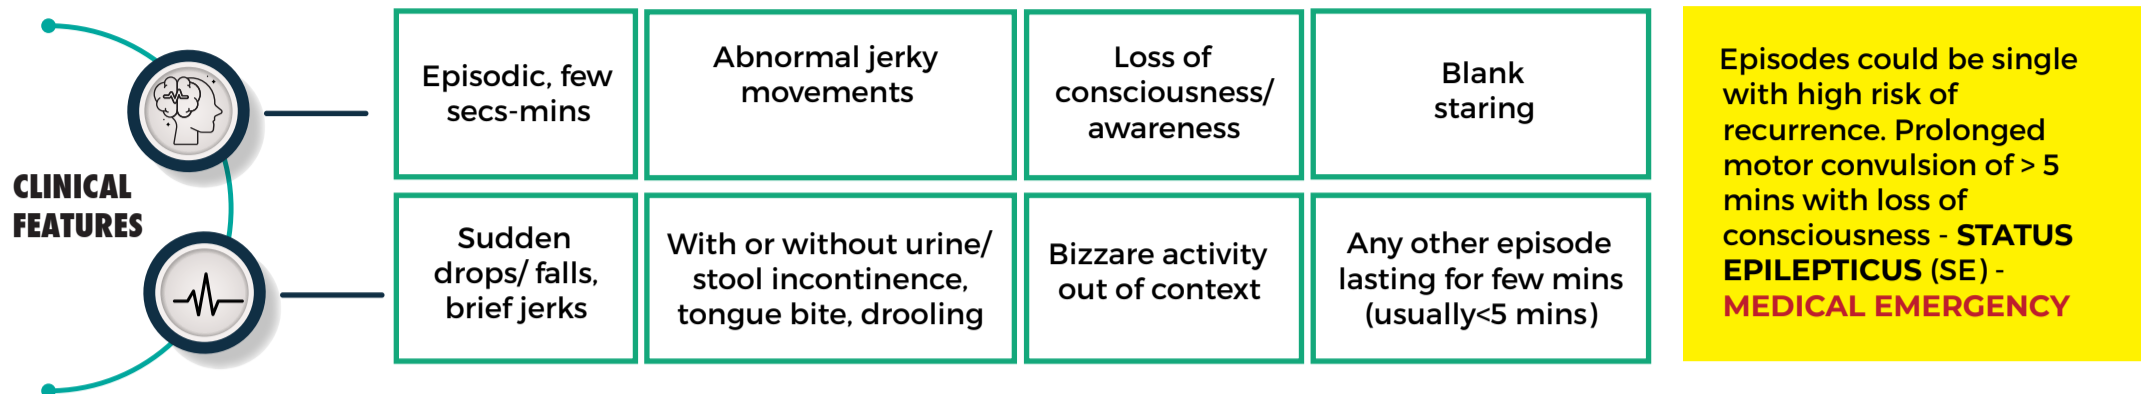 CLINICAL
FEATURES
Episodic, few
secs-mins
Abnormal jerky
movements
Loss of
consciousness/
awareness
Blank
staring
Sudden
drops/ falls,
brief jerks
With or without urine/
stool incontinence,
tongue bite, drooling
Bizzare activity
out of context
Any other episode
lasting for few mins
(usually<5 mins)
Episodes could be single
with high risk of
recurrence. Prolonged
motor convulsion of > 5
mins with loss of
consciousness - STATUS
EPILEPTICUS (SE) -
MEDICAL EMERGENCY